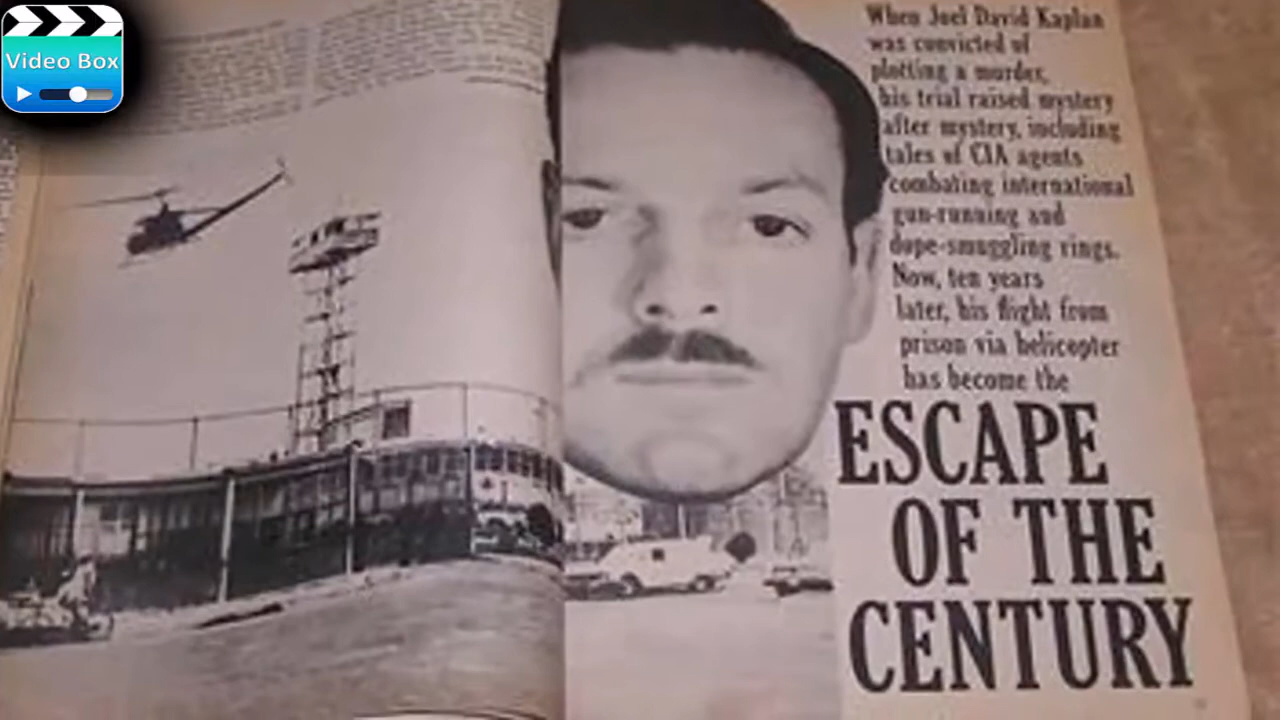 Video Box
When Joel David Kaplan
was convicted of
plotting a murder,
his trial raised mystery
after mystery, including
tales of CIA agents
combating international
gun-running and
dope-smuggling rings.
Now, ten years
later, his flight from
prison via helicopter
has become the
ESCAPE
OF THE
CENTURY